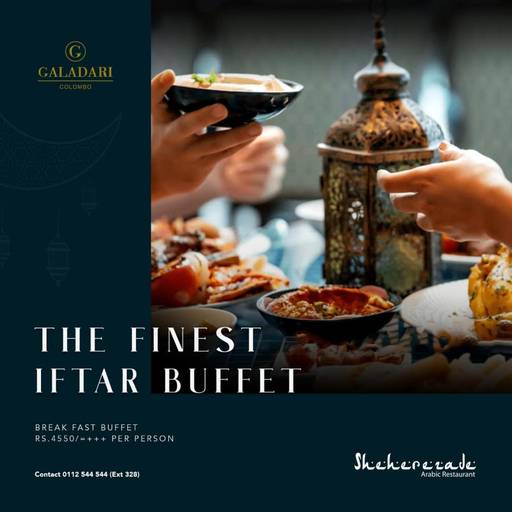 G
GALADARI
COLOMBO
THE FINEST
IFTAR BUFFET
BREAK FAST BUFFET
RS.4550/=+++ PER PERSON
Contact 0112 544 544 (Ext 328)
Sheherezade
Arabic Restaurant